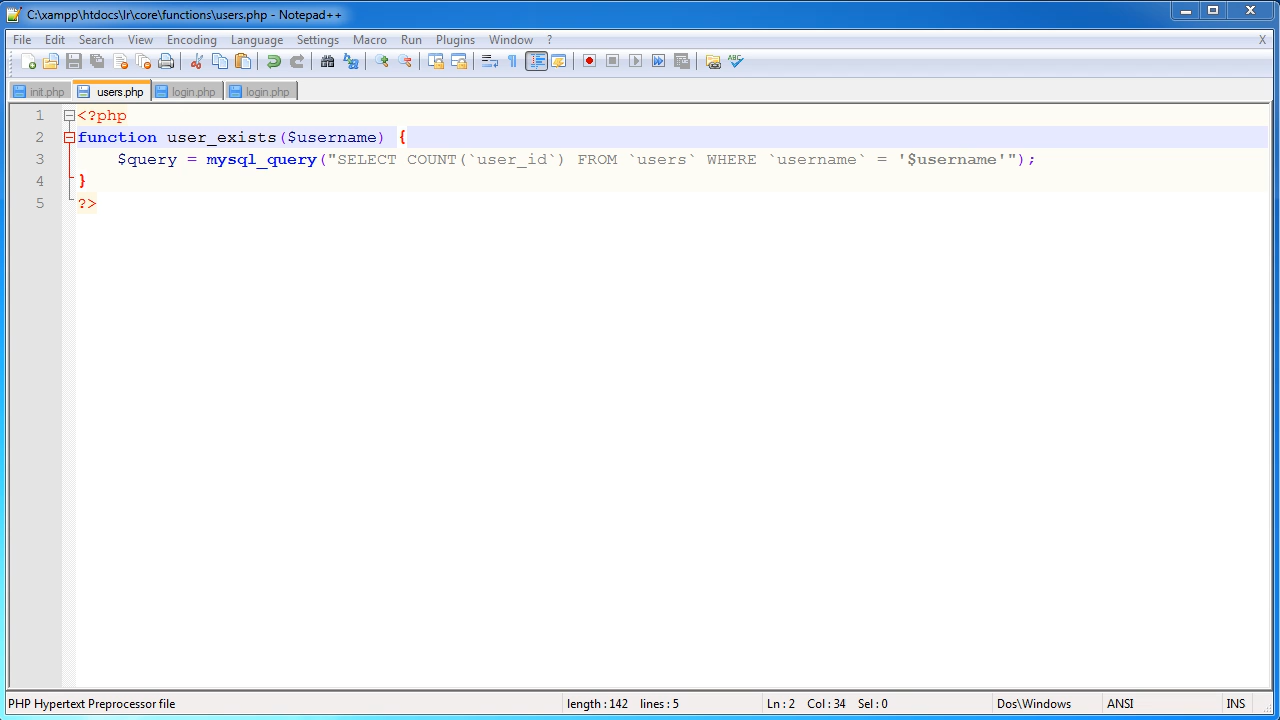 C:\xampp\htdocs\lr\core\functions\users.php - Notepad++
File Edit Search View Encoding Language Settings Macro Run Plugins Window ? X
init.php users.php login.php login.php
1 <?php
2 function user_exists($username) {
3 $query = mysql_query("SELECT COUNT(`user_id`) FROM `users` WHERE `username` = '$username'");
4 }
5 ?>
PHP Hypertext Preprocessor file length : 142 lines : 5 Ln : 2 Col : 34 Sel : 0 Dos\Windows ANSI INS